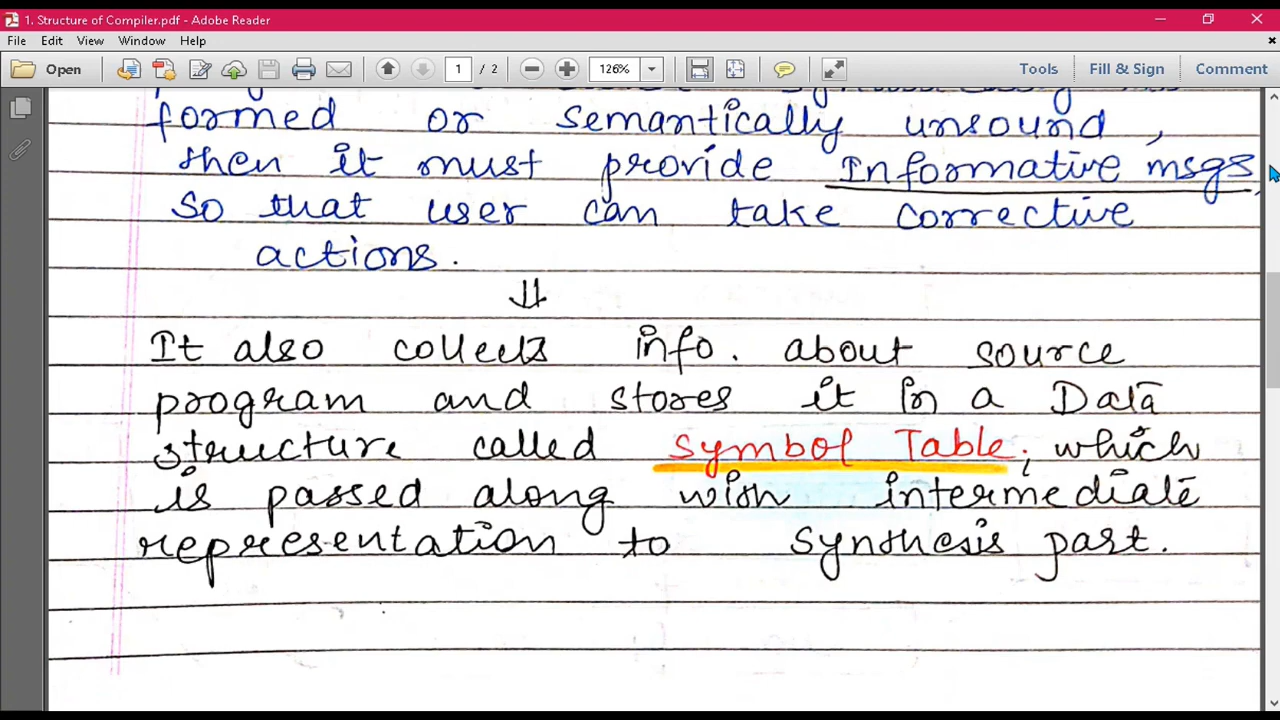 1. Structure of Compiler.pdf - Adobe Reader
File Edit View Window Help
Open 1 / 2 126% Tools Fill & Sign Comment
formed or semantically unsound,
then it must provide Informative msgs,
so that user can take corrective
actions.
It also collects info. about source
program and stores it in a Data
structure called Symbol Table, which
is passed along with intermediate
representation to synthesis part.